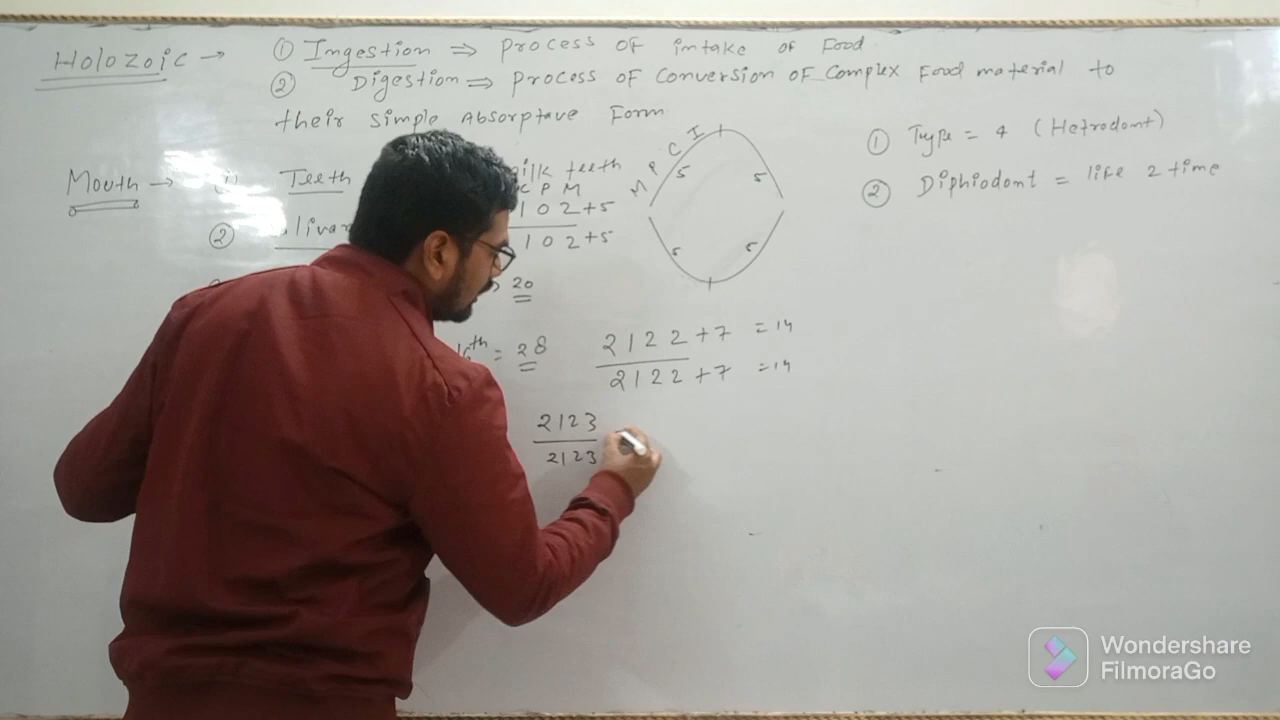 Holozoic → ① Ingestion ⇒ Process of intake of Food
② Digestion ⇒ Process of Conversion of Complex Food material to
their simple Absorptave Form
① Type = 4 (Hetrodont)
② Diphiodont = life 2 time
Mouth → Teeth milk teeth
C P M
1 0 2 + 5
②
1 0 2 + 5
20
M P C I
5 5
5 5
th = 28
2 1 2 2 + 7 = 14
2 1 2 2 + 7 = 14
2 1 2 3
2 1 2 3
Wondershare
FilmoraGo